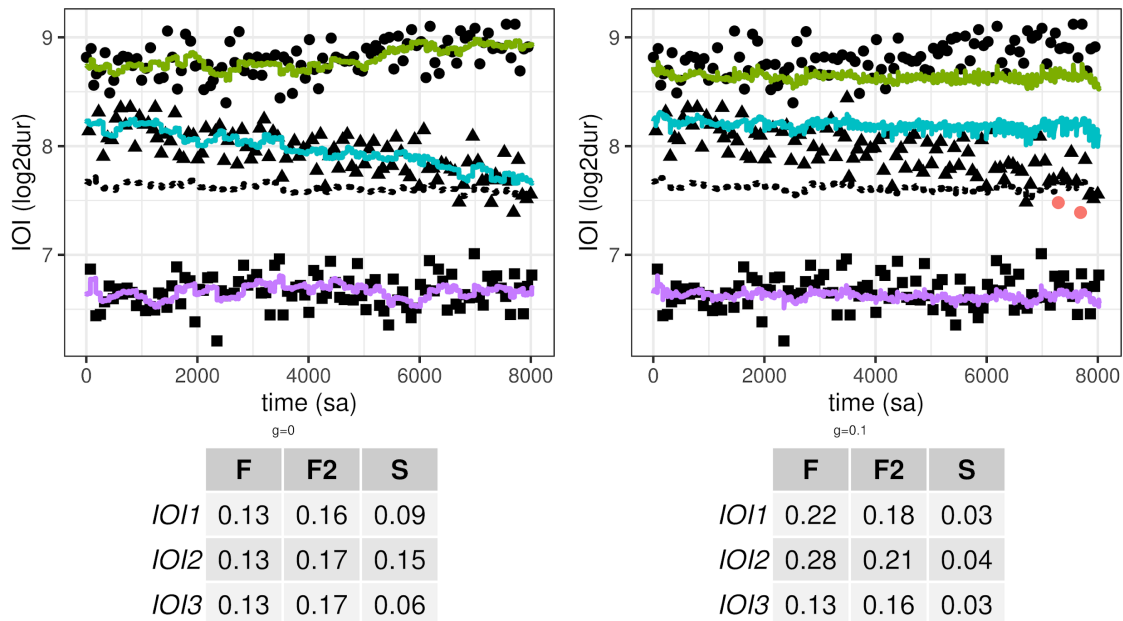 9
8
7
IOI (log2dur)
0 2000 4000 6000 8000
time (sa)
g=0
F F2 S
IOI1 0.13 0.16 0.09
IOI2 0.13 0.17 0.15
IOI3 0.13 0.17 0.06
9
8
7
IOI (log2dur)
0 2000 4000 6000 8000
time (sa)
g=0.1
F F2 S
IOI1 0.22 0.18 0.03
IOI2 0.28 0.21 0.04
IOI3 0.13 0.16 0.03